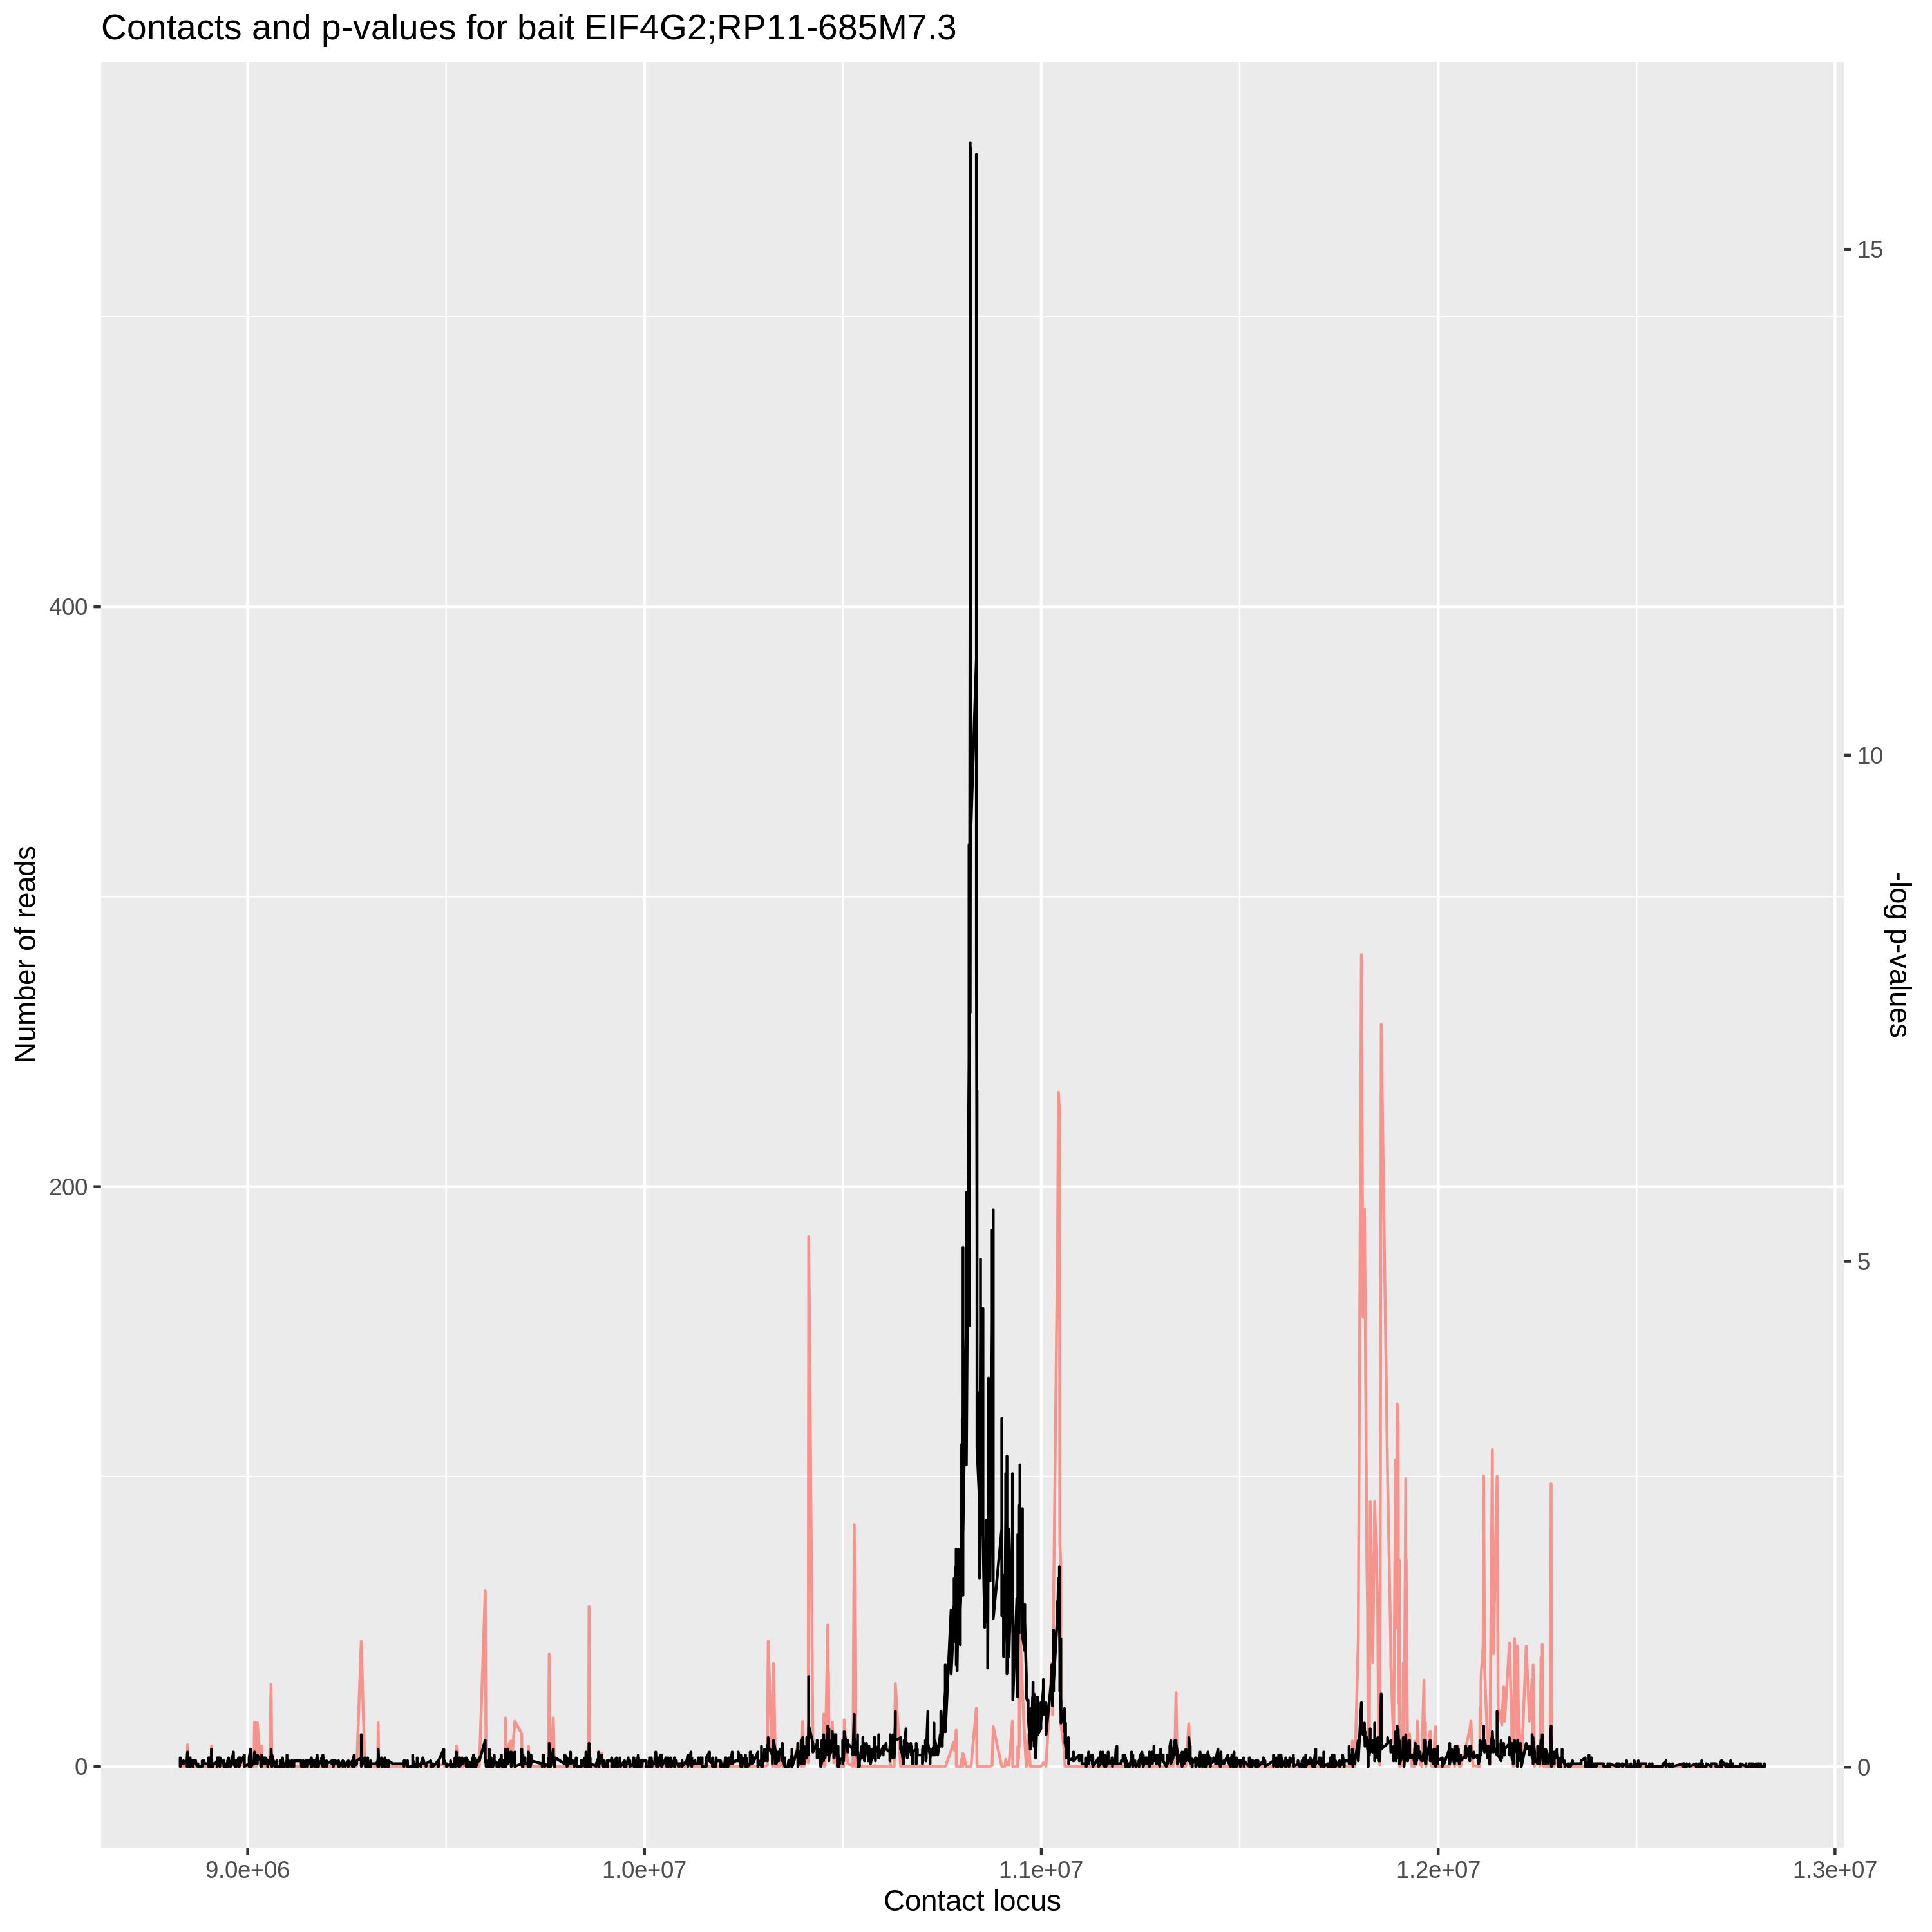 Contacts and p-values for bait EIF4G2;RP11-685M7.3
15
400
10
Number of reads
-log p-values
200
5
0
0
9.0e+06
1.0e+07
1.1e+07
1.2e+07
1.3e+07
Contact locus